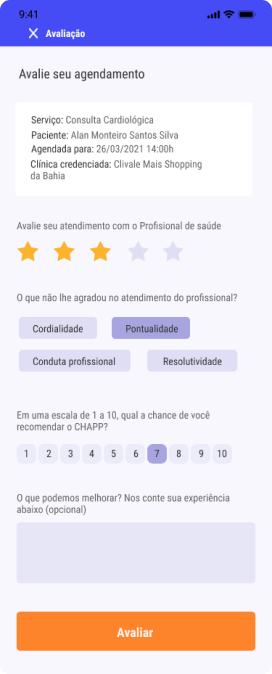 9:41
Avaliação
Avalie seu agendamento
Serviço: Consulta Cardiológica
Paciente: Alan Monteiro Santos Silva
Agendada para: 26/03/2021 14:00h
Clínica credenciada: Clivale Mais Shopping
da Bahia
Avalie seu atendimento com o Profisional de saúde
O que não lhe agradou no atendimento do profissional?
Cordialidade Pontualidade
Conduta profissional Resolutividade
Em uma escala de 1 a 10, qual a chance de você
recomendar o CHAPP?
1 2 3 4 5 6 7 8 9 10
O que podemos melhorar? Nos conte sua experiência
abaixo (opcional)
Avaliar